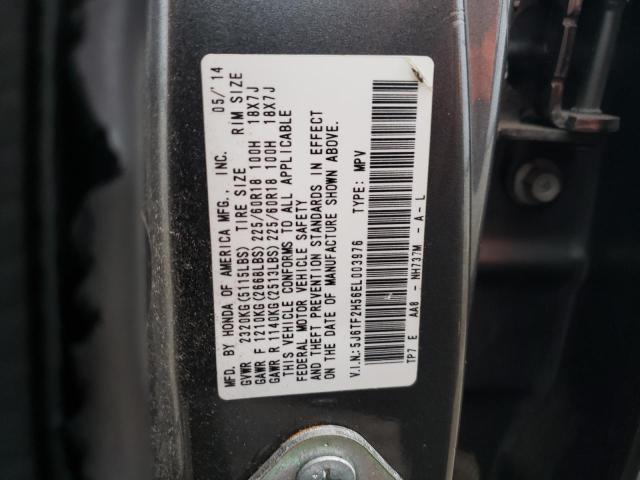 MFD. BY HONDA OF AMERICA MFG., INC. 05/'14
GVWR 2320KG(5115LBS) TIRE SIZE RIM SIZE
GAWR F 1210KG(2668LBS) 225/60R18 100H 18X7J
GAWR R 1140KG(2513LBS) 225/60R18 100H 18X7J
THIS VEHICLE CONFORMS TO ALL APPLICABLE
FEDERAL MOTOR VEHICLE SAFETY
AND THEFT PREVENTION STANDARDS IN EFFECT
ON THE DATE OF MANUFACTURE SHOWN ABOVE.
V.I.N.:5J6TF2H56EL003976 TYPE: MPV
TP7 E AA8 - NH737M - A - L